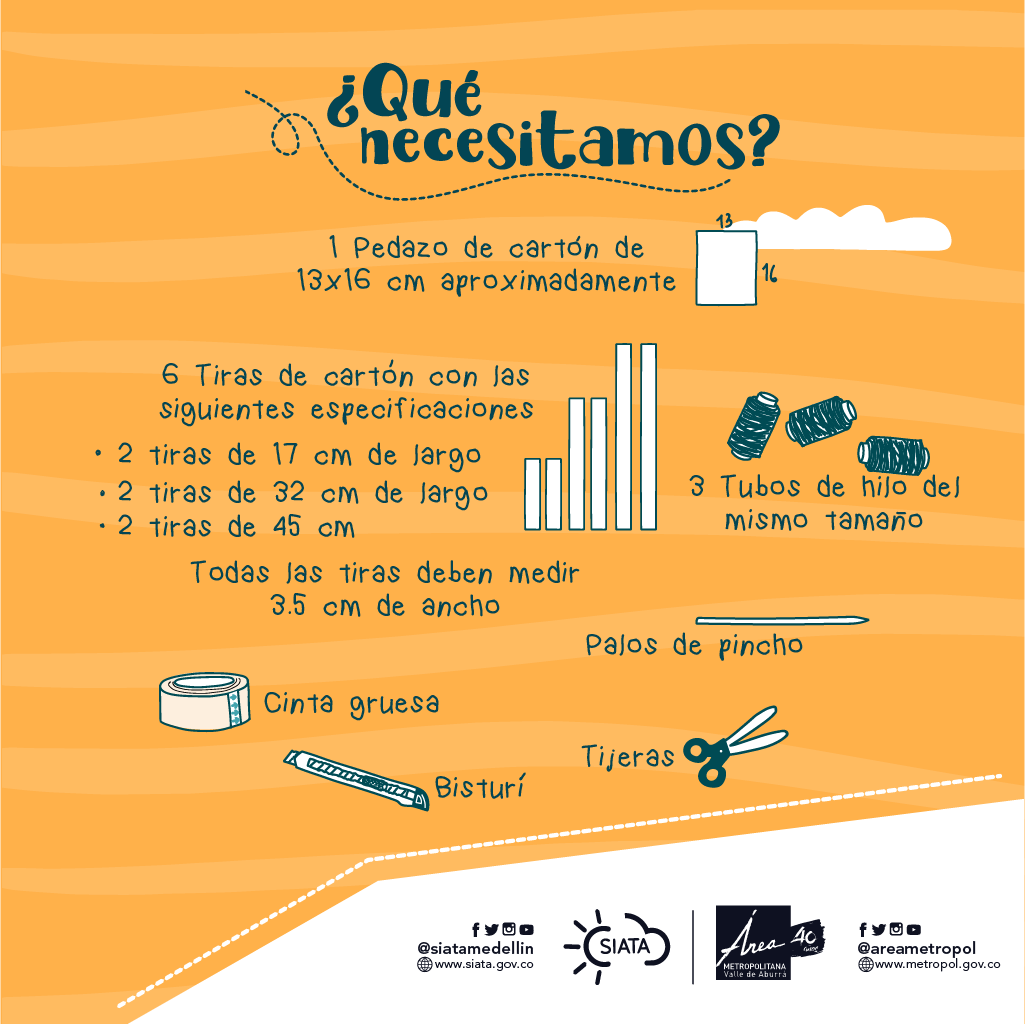 ¿Qué
necesitamos?
1 Pedazo de cartón de
13x16 cm aproximadamente
13
16
6 Tiras de cartón con las
siguientes especificaciones
• 2 tiras de 17 cm de largo
• 2 tiras de 32 cm de largo
• 2 tiras de 45 cm
Todas las tiras deben medir
3.5 cm de ancho
3 Tubos de hilo del
mismo tamaño
Palos de pincho
Cinta gruesa
Tijeras
Bisturí
@siatamedellin
www.siata.gov.co
SIATA
Área
METROPOLITANA
Valle de Aburrá
40
@areametropol
www.metropol.gov.co